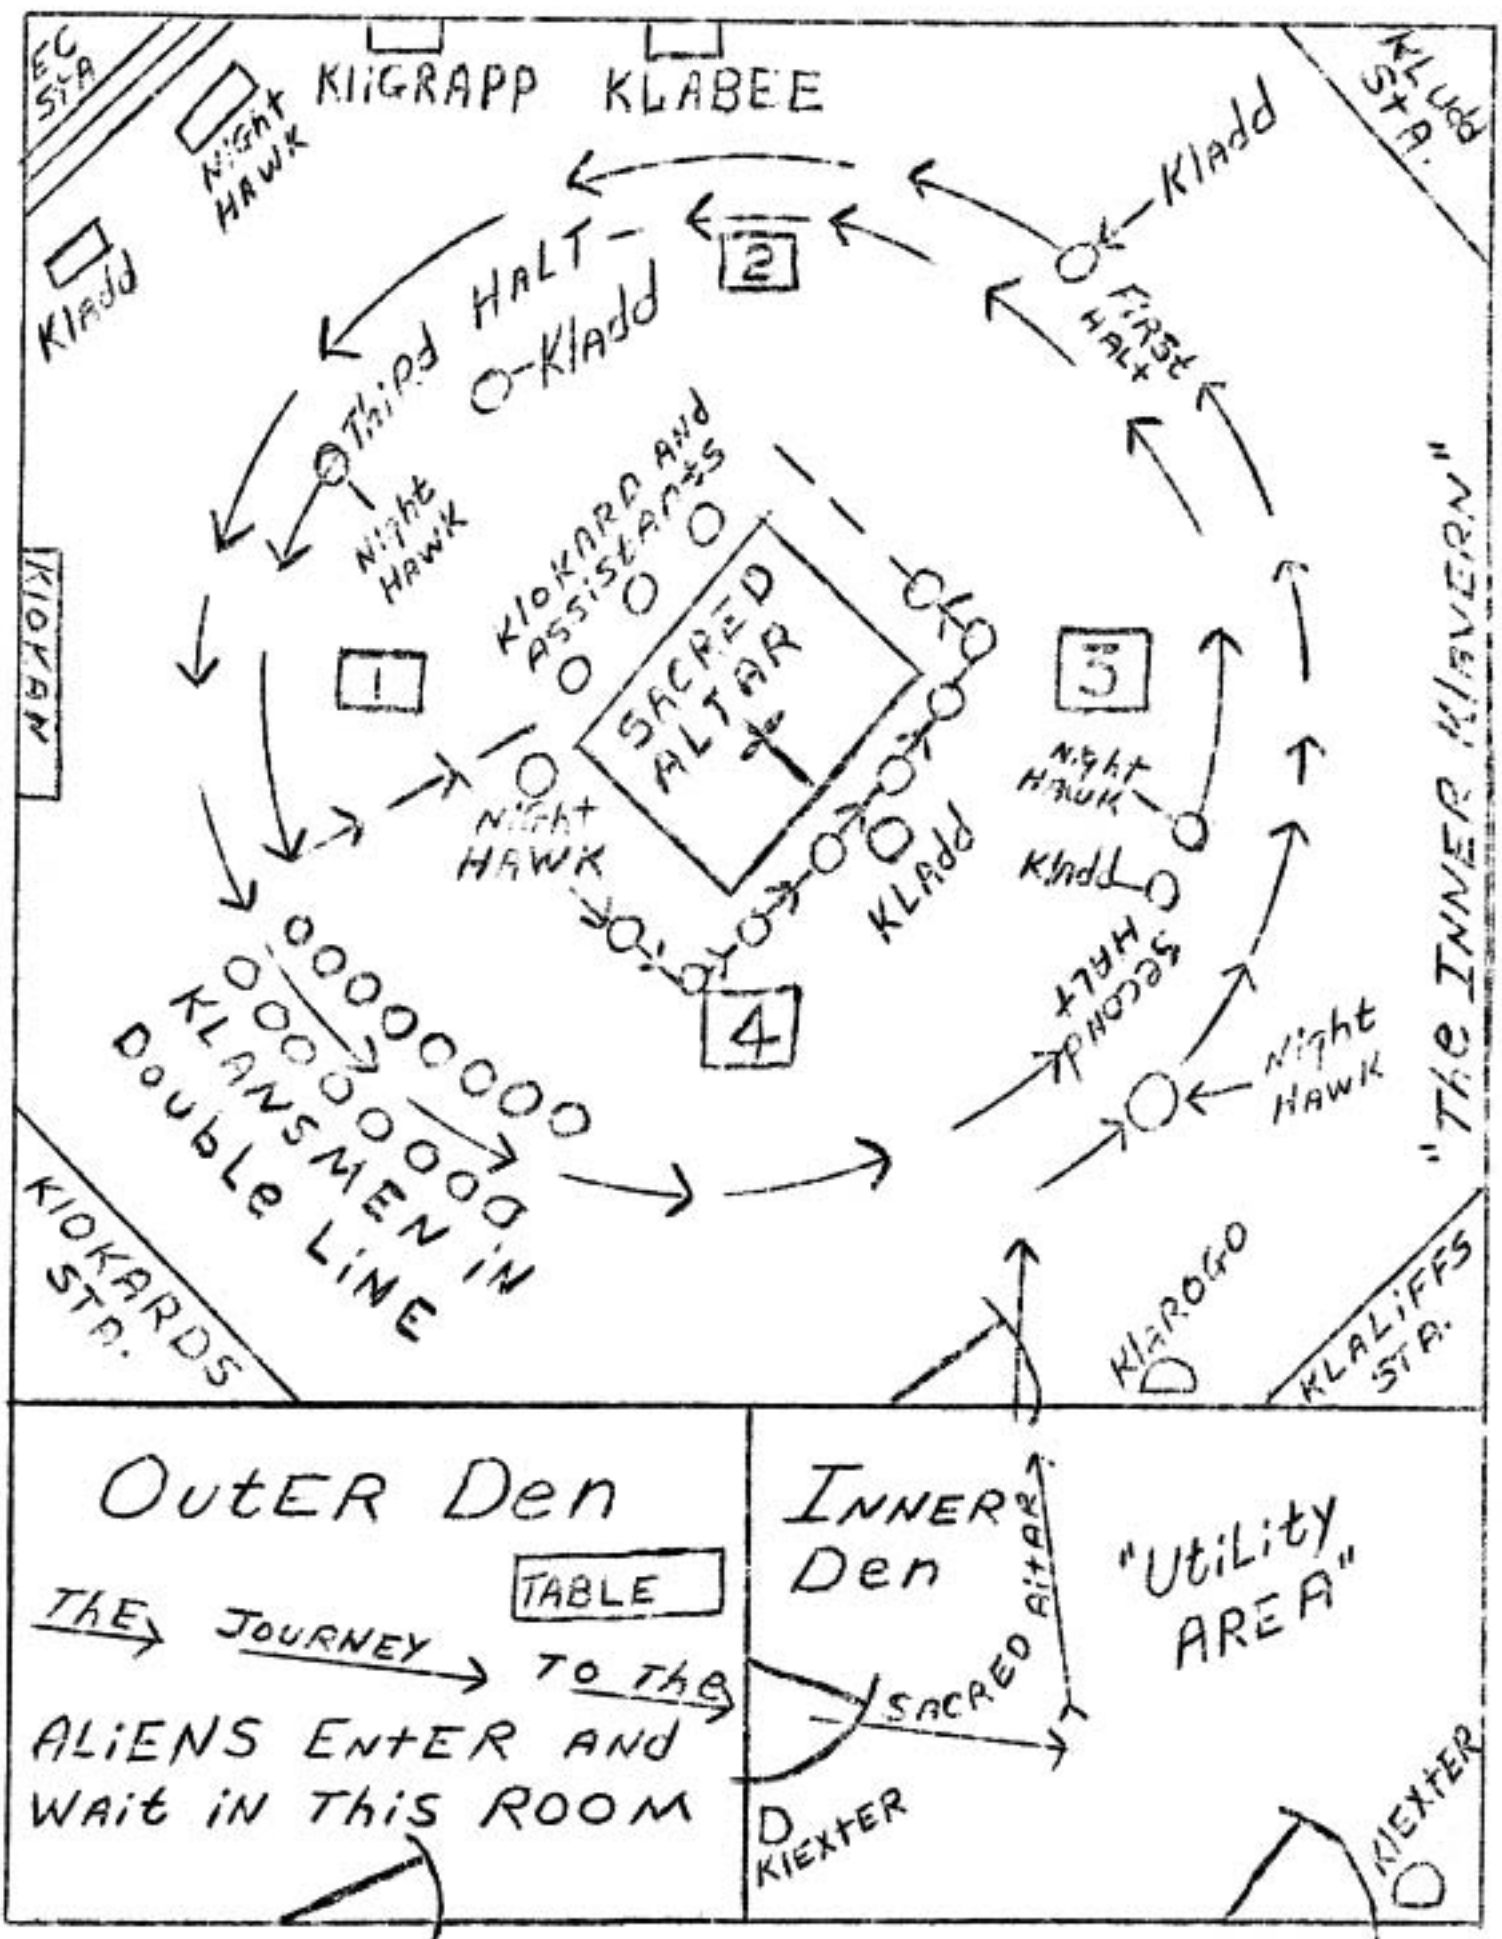 EC
STA
KliGRAPP
KLABEE
KLudd
StA.
Night
HAWK
Kladd
Kladd
2
FiRSt
HALt
ThiRd HALT
Kladd
Night
HAWK
KlOKARD AND
ASSiStANtS
SACRED
ALTAR
KlOKAN
1
3
"The INNER KlAVERN"
Night
HAWK
Kladd
SECOND
HALT
Night
HAWK
KLAdd
4
Night
HAWK
KLANSMEN iN
DOubLe LiNE
KlOKARDS
STA.
KlAROGO
KLALiFFS
STA.
OutER Den
TABLE
ThE JOURNEY TO ThE
ALiENS ENtER AND
WAit iN ThiS ROOM
INNER
Den
SACRED AltAR
"UtiLity
AREA"
KlEXtER
KlEXtER